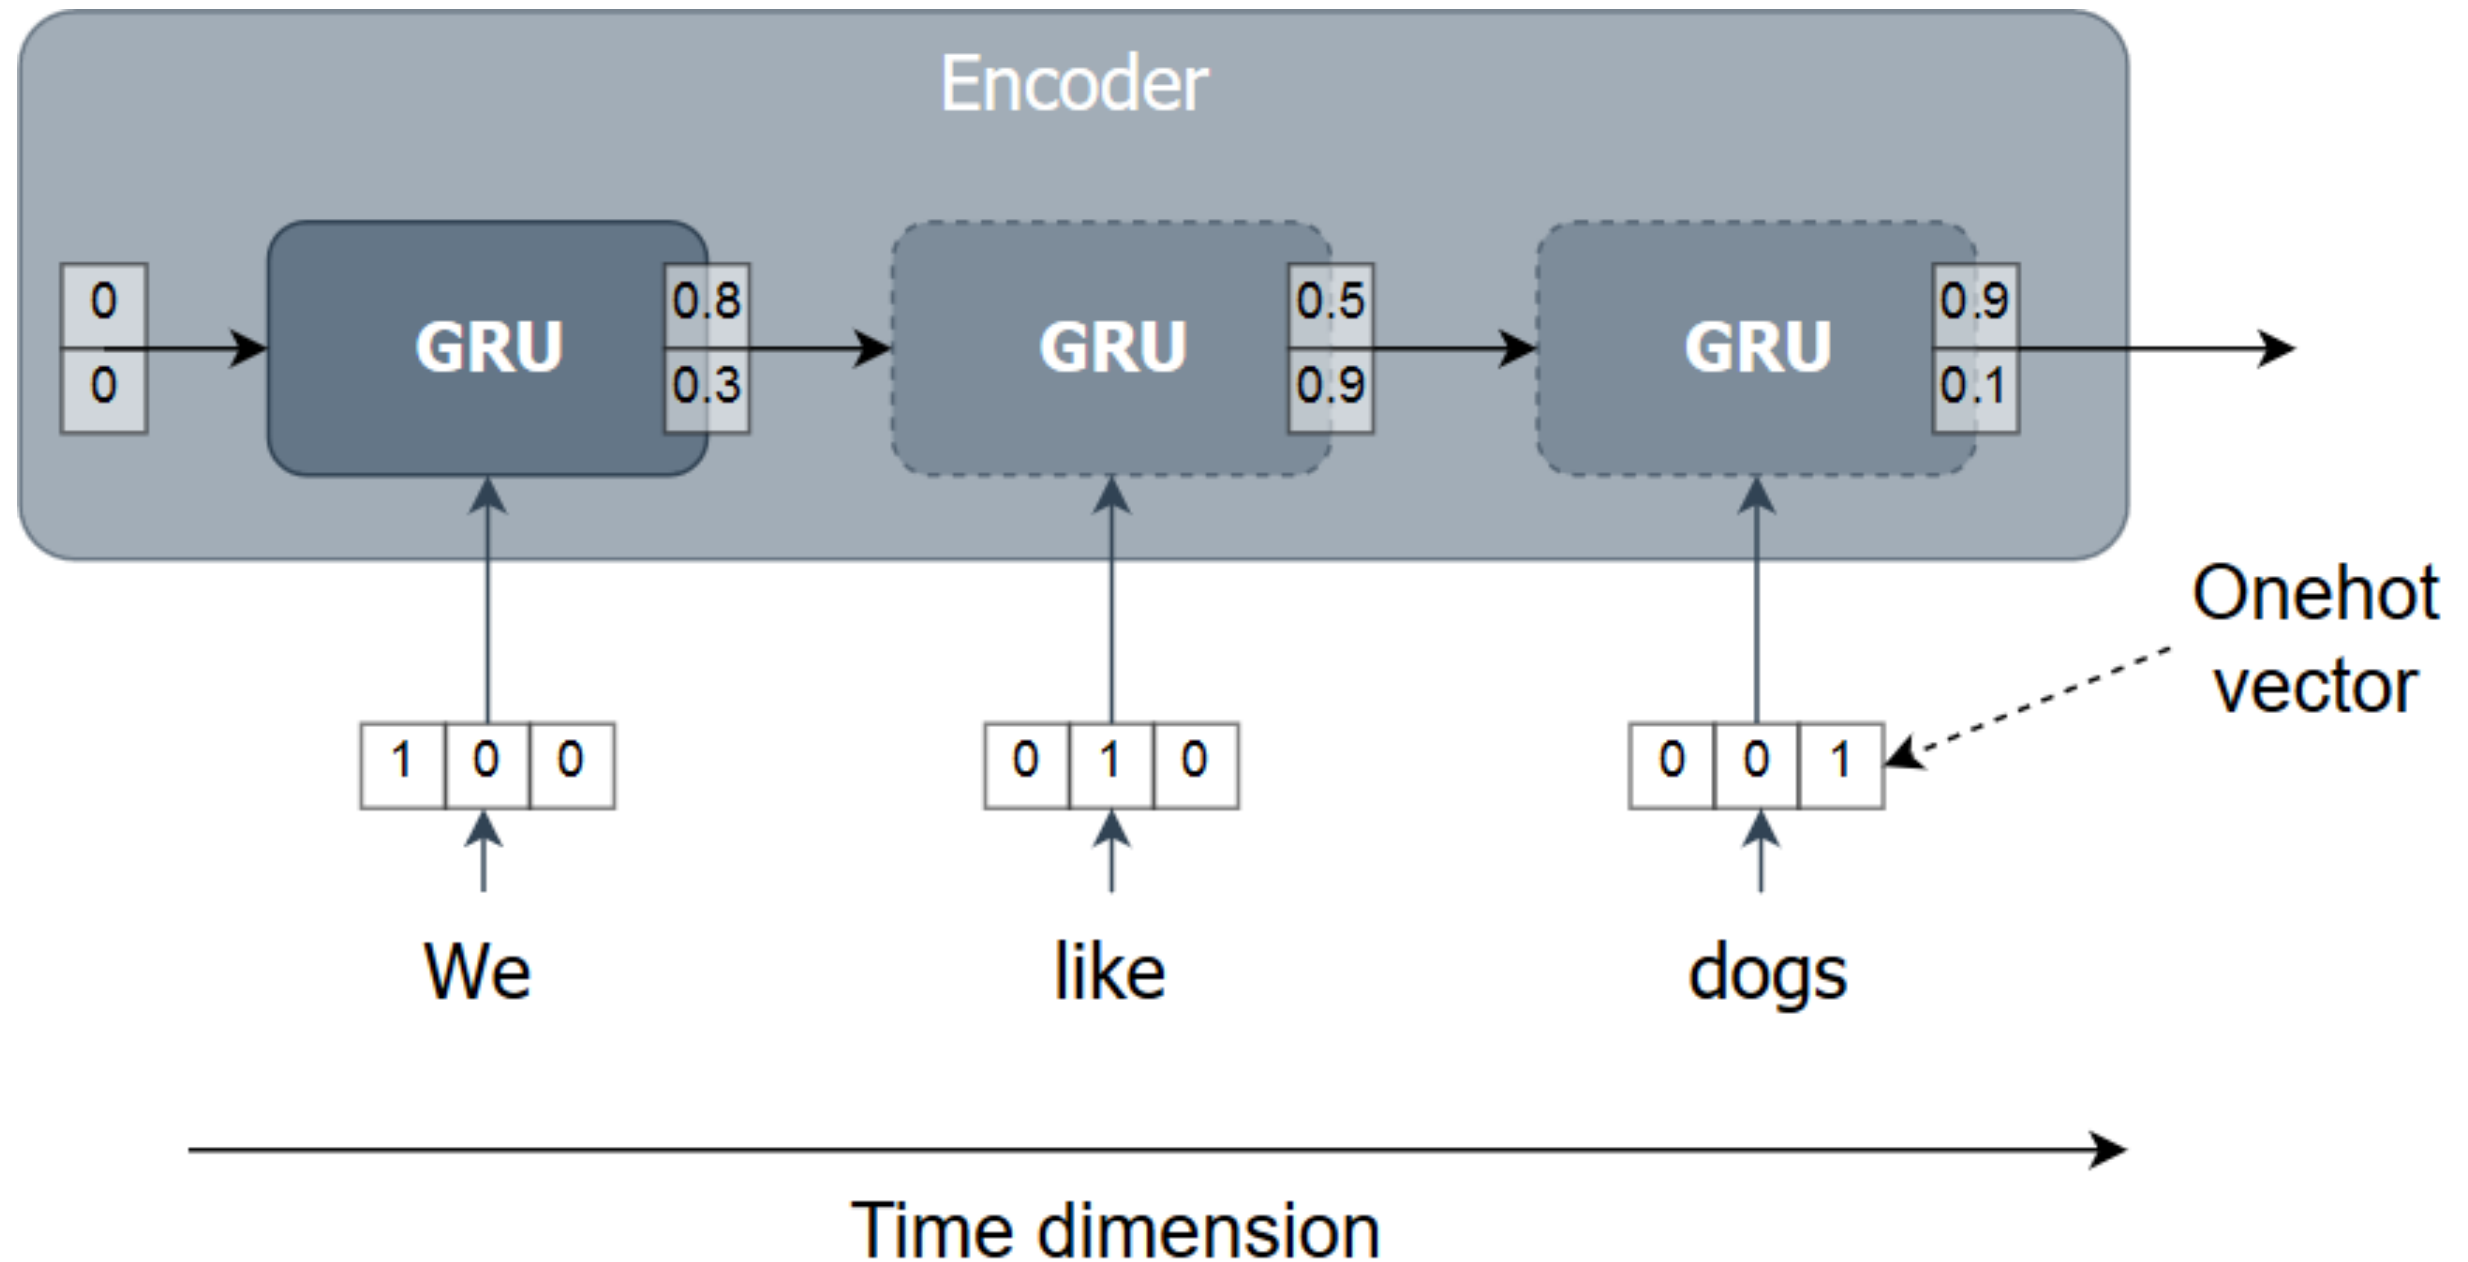 Encoder
0 0.8 0.5 0.9
GRU GRU GRU
0 0.3 0.9 0.1
Onehot
vector
1 0 0 0 1 0 0 0 1
We like dogs
Time dimension